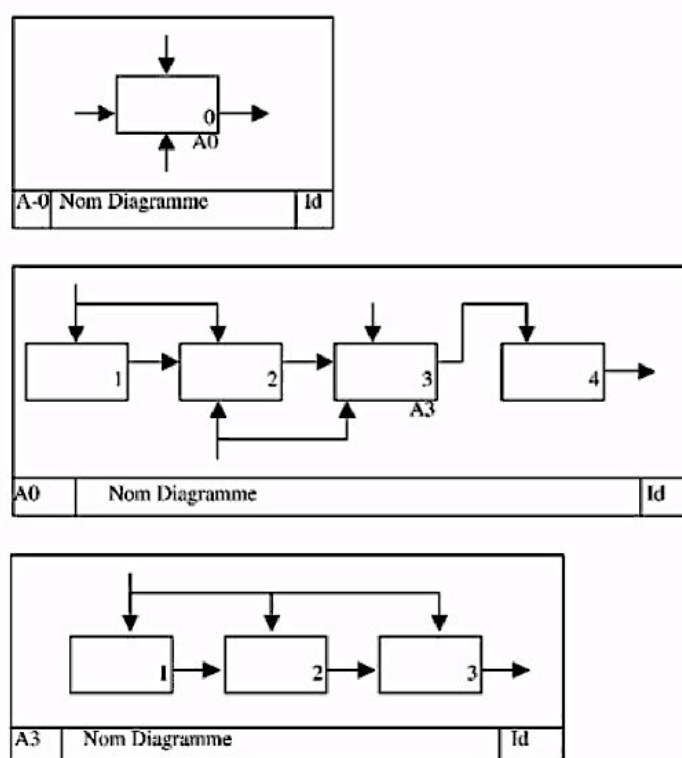 0
A0
A-0 Nom Diagramme Id
1 2 3 4
A3
A0 Nom Diagramme Id
1 2 3
A3 Nom Diagramme Id